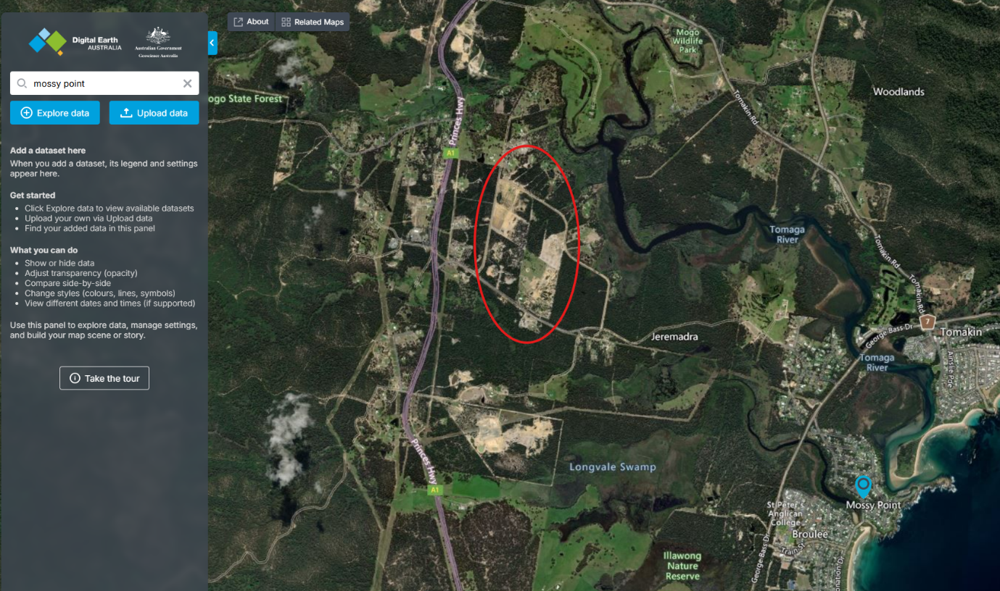 About
Related Maps
Digital Earth
AUSTRALIA
Australian Government
Geoscience Australia
mossy point
Explore data
Upload data
Add a dataset here
When you add a dataset, its legend and settings
appear here.
Get started
Click Explore data to view available datasets
Upload your own via Upload data
Find your added data in this panel
What you can do
Show or hide data
Adjust transparency (opacity)
Compare side-by-side
Change styles (colours, lines, symbols)
View different dates and times (if supported)
Use this panel to explore data, manage settings,
and build your map scene or story.
Take the tour
Mogo
Wildlife
Park
Woodlands
ogo State Forest
Tomakin Rd
Princes Hwy
A1
Tomaga
River
Tomakin Rd
Tomakin Rd
7
George Bass Dr
Tomakin
Jeremadra
Tomaga
River
Ainslie Pde
Princes Hwy
Longvale Swamp
A1
Mossy Point
St Peter's
Anglican
College
Broulee
Train St
George Bass Dr
Illawong
Nature
Reserve
nation Dr